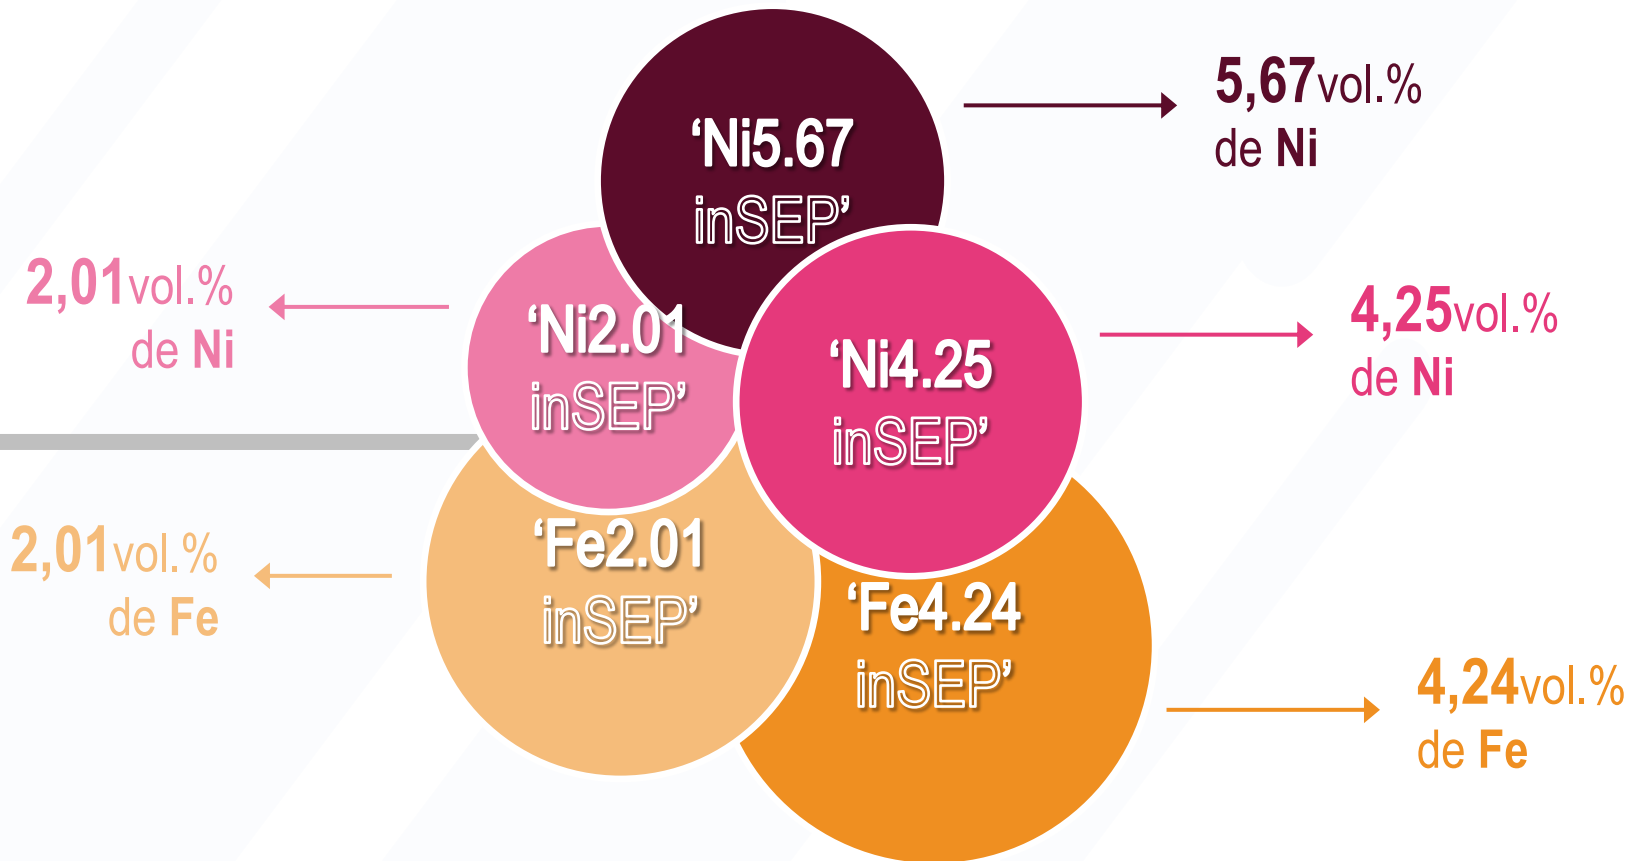 ‘Ni5.67
inSEP’
5,67vol.%
de Ni
2,01vol.%
de Ni
‘Ni2.01
inSEP’
‘Ni4.25
inSEP’
4,25vol.%
de Ni
2,01vol.%
de Fe
‘Fe2.01
inSEP’
‘Fe4.24
inSEP’
4,24vol.%
de Fe